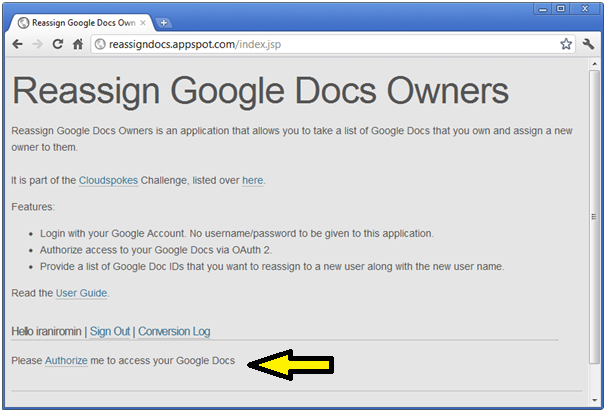 Reassign Google Docs Own
reassigndocs.appspot.com/index.jsp
Reassign Google Docs Owners
Reassign Google Docs Owners is an application that allows you to take a list of Google Docs that you own and assign a new
owner to them.
It is part of the Cloudspokes Challenge, listed over here.
Features:
Login with your Google Account. No username/password to be given to this application.
Authorize access to your Google Docs via OAuth 2.
Provide a list of Google Doc IDs that you want to reassign to a new user along with the new user name.
Read the User Guide.
Hello iraniromin | Sign Out | Conversion Log
Please Authorize me to access your Google Docs